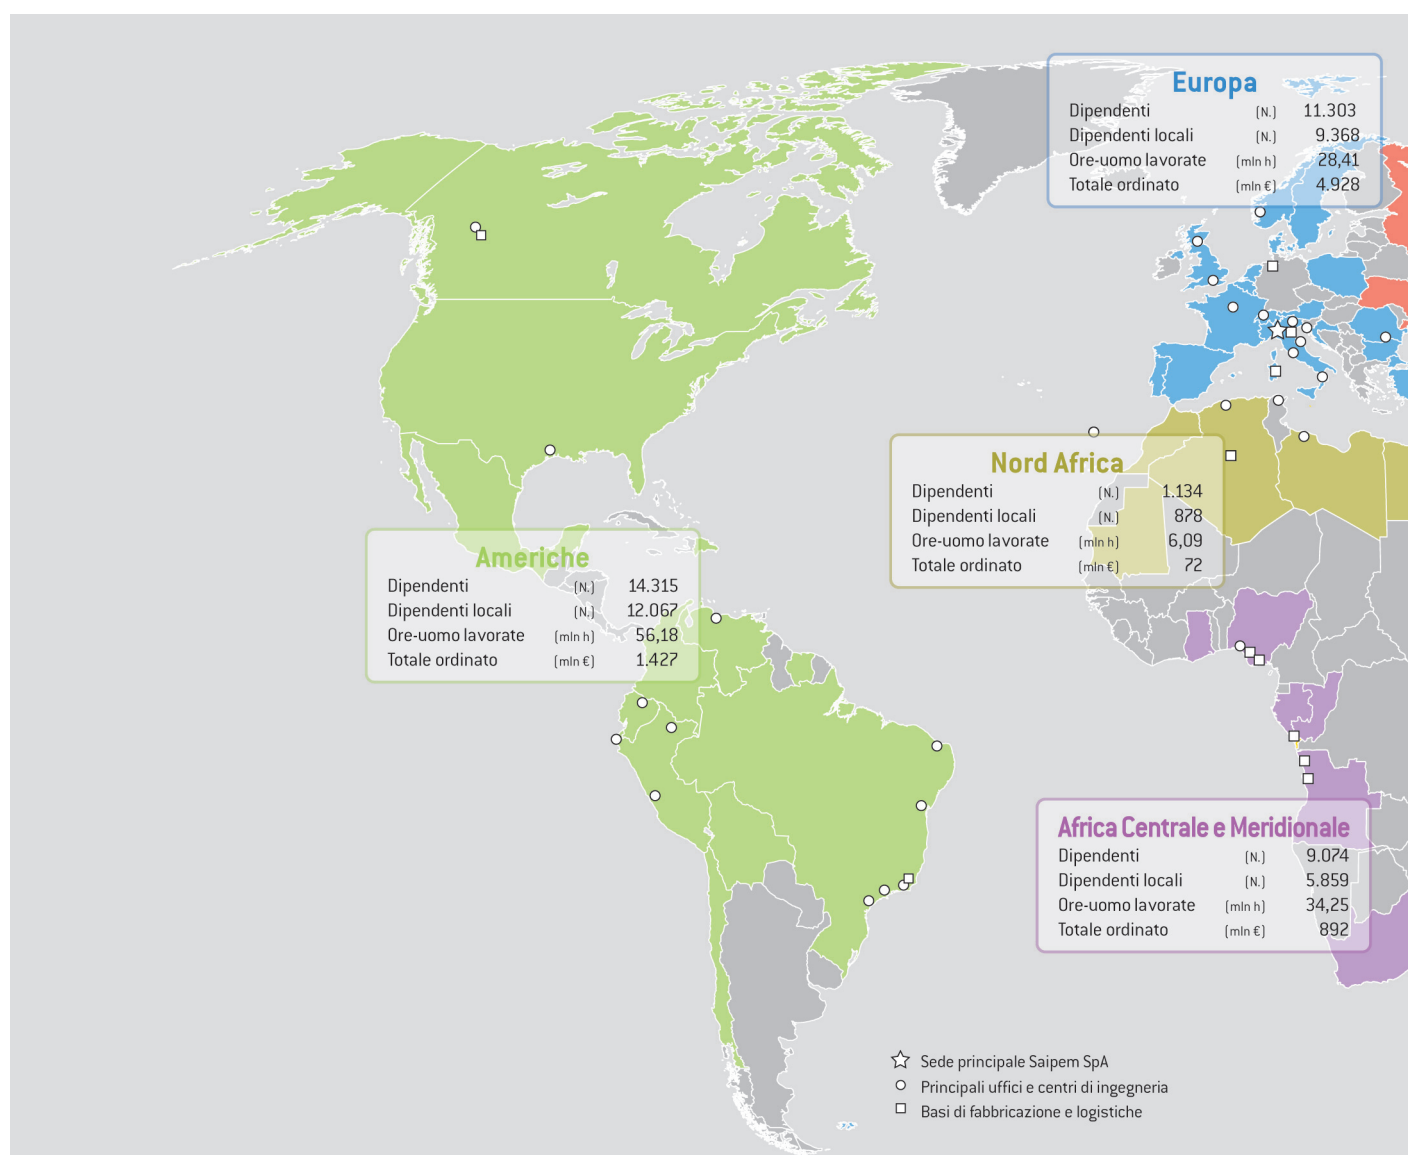 Europa
Dipendenti (N.) 11.303
Dipendenti locali (N.) 9.368
Ore-uomo lavorate (mln h) 28,41
Totale ordinato (mln €) 4.928
Nord Africa
Dipendenti (N.) 1.134
Dipendenti locali (N.) 878
Ore-uomo lavorate (mln h) 6,09
Totale ordinato (mln €) 72
Americhe
Dipendenti (N.) 14.315
Dipendenti locali (N.) 12.067
Ore-uomo lavorate (mln h) 56,18
Totale ordinato (mln €) 1.427
Africa Centrale e Meridionale
Dipendenti (N.) 9.074
Dipendenti locali (N.) 5.859
Ore-uomo lavorate (mln h) 34,25
Totale ordinato (mln €) 892
Sede principale Saipem SpA
Principali uffici e centri di ingegneria
Basi di fabbricazione e logistiche